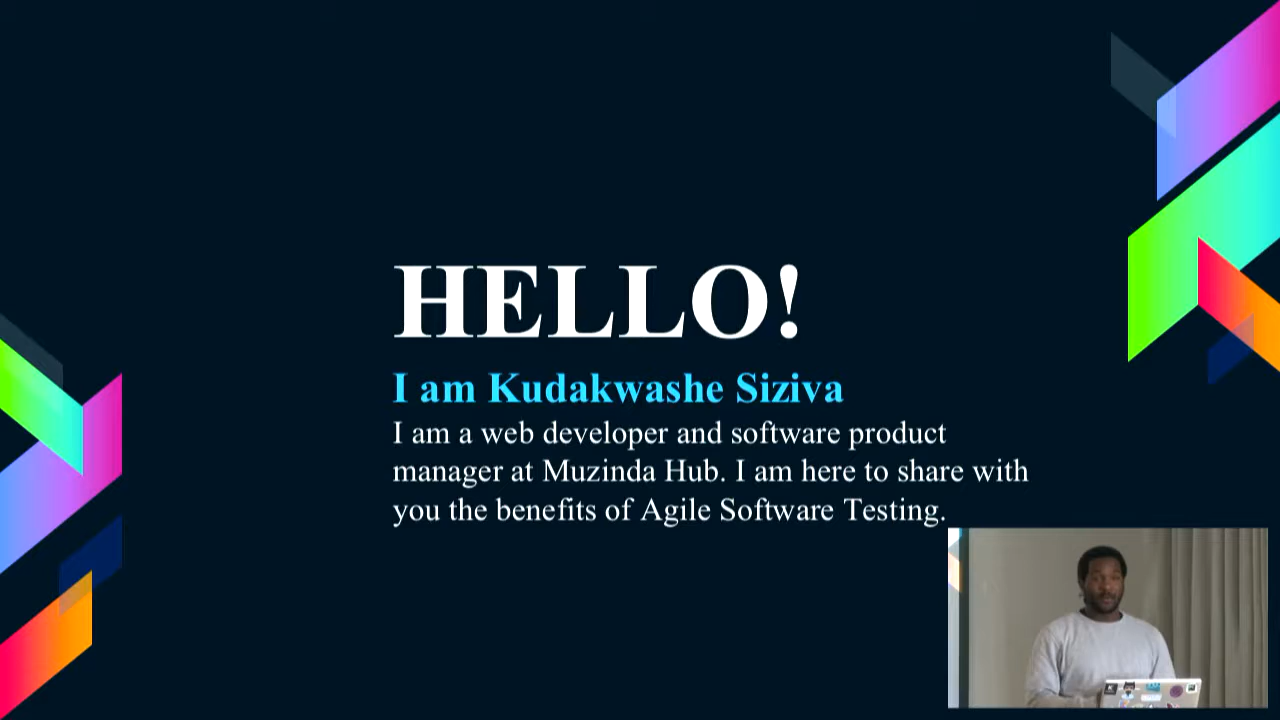 HELLO!
I am Kudakwashe Siziva
I am a web developer and software product
manager at Muzinda Hub. I am here to share with
you the benefits of Agile Software Testing.